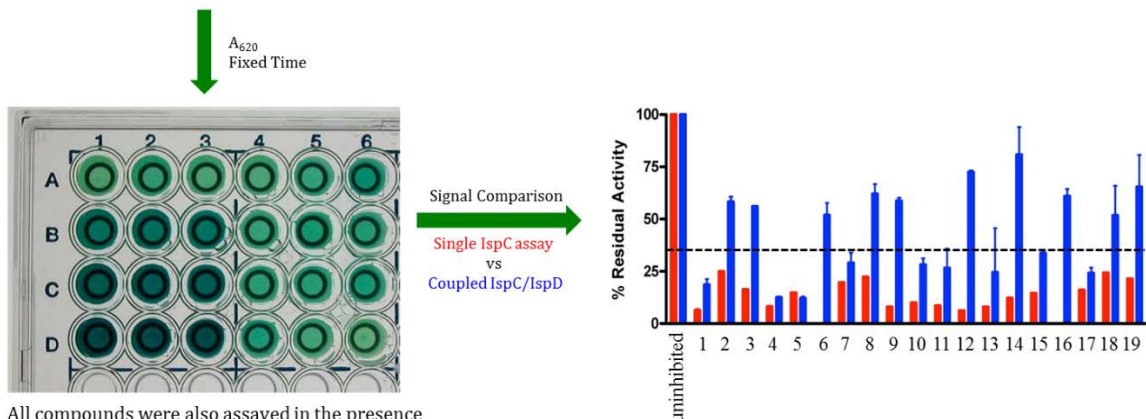 A620
Fixed Time
1 2 3 4 5 6
A
B
C
D
Signal Comparison
Single IspC assay
vs
Coupled IspC/IspD
% Residual Activity
100
75
50
25
0
uninhibited
1 2 3 4 5 6 7 8 9 10 11 12 13 14 15 16 17 18 19
All compounds were also assayed in the presence